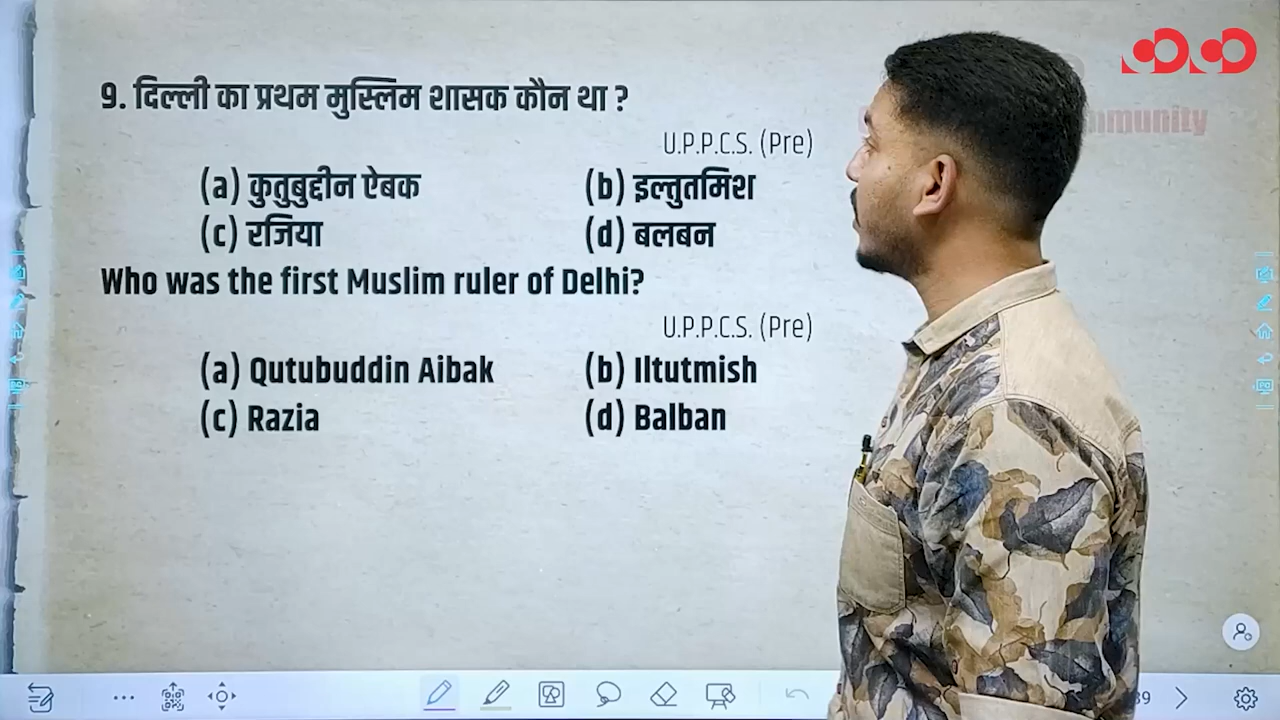 9. दिल्ली का प्रथम मुस्लिम शासक कौन था ?
U.P.P.C.S. (Pre)
(a) कुतुबुद्दीन ऐबक (b) इल्तुतमिश
(c) रजिया (d) बलबन
Who was the first Muslim ruler of Delhi?
U.P.P.C.S. (Pre)
(a) Qutubuddin Aibak (b) Iltutmish
(c) Razia (d) Balban